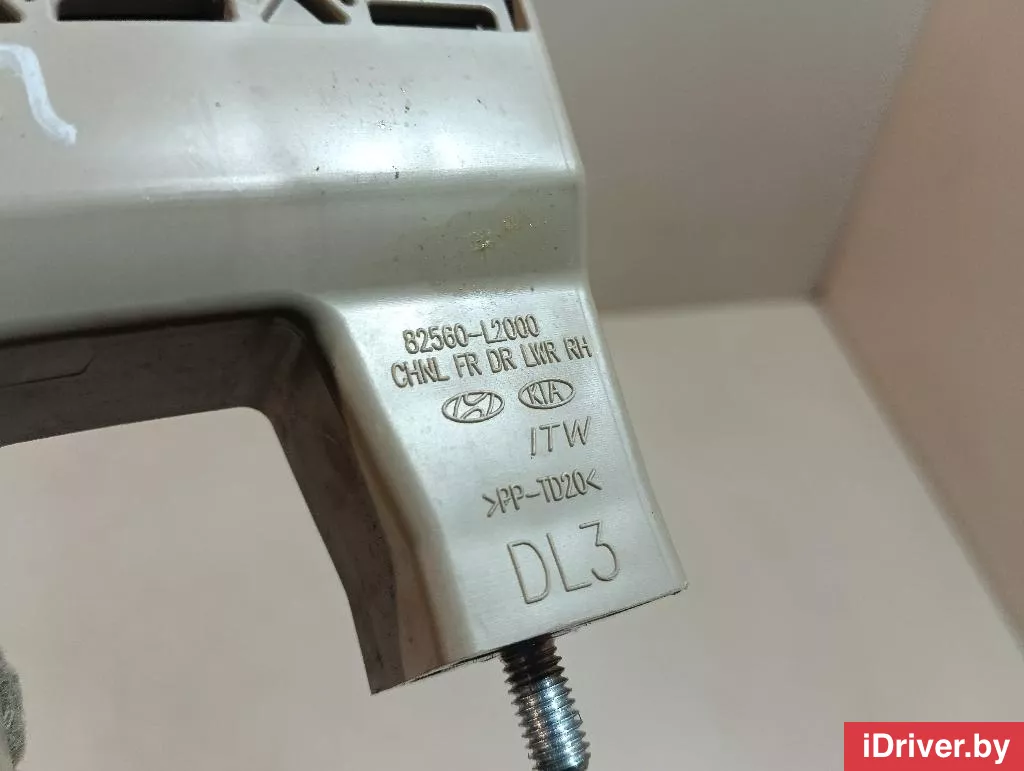 82560-L2000
CHNL FR DR LWR RH
KIA
ITW
>PP-TD20<
DL3
iDriver.by